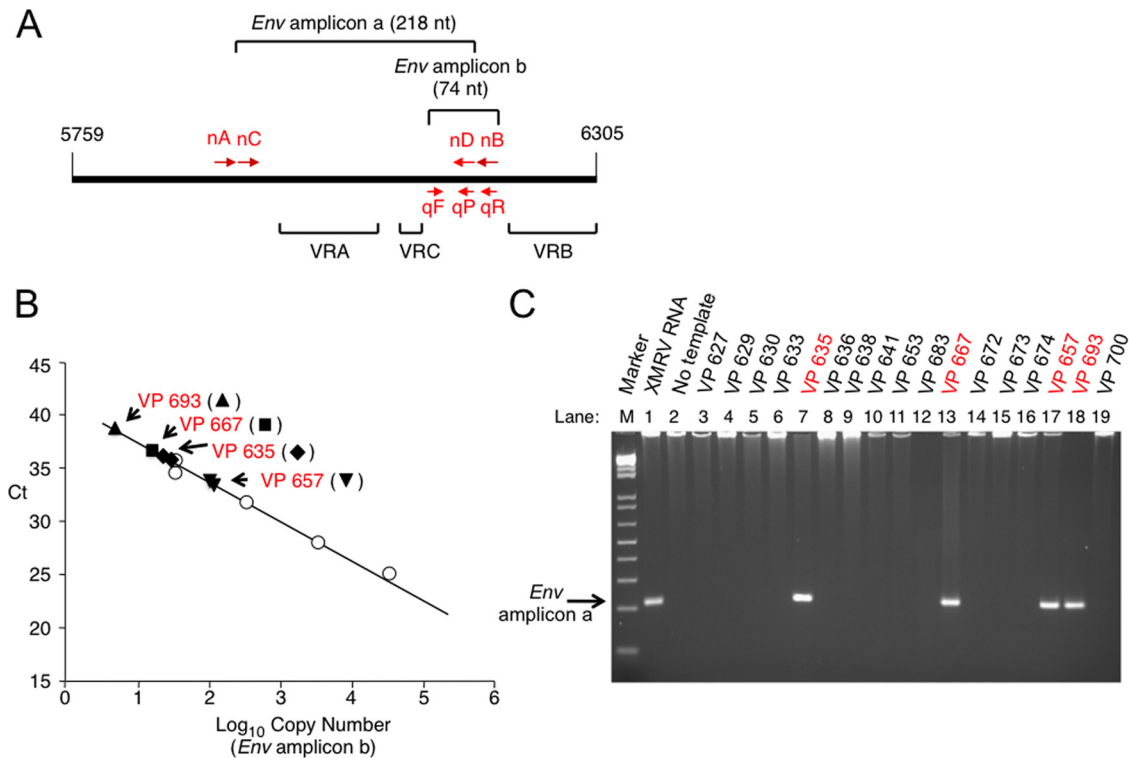 A
Env amplicon a (218 nt)
Env amplicon b
(74 nt)
5759
6305
nA nC
nD nB
qF qP qR
VRA
VRC
VRB
B
45
40
35
30
25
20
15
Ct
VP 693 (▲)
VP 667 (■)
VP 635 (◆)
VP 657 (▼)
0 1 2 3 4 5 6
Log10 Copy Number
(Env amplicon b)
C
Marker
XMRV RNA
No template
VP 627
VP 629
VP 630
VP 633
VP 635
VP 636
VP 638
VP 641
VP 653
VP 683
VP 667
VP 672
VP 673
VP 674
VP 657
VP 693
VP 700
Lane: M 1 2 3 4 5 6 7 8 9 10 11 12 13 14 15 16 17 18 19
Env
amplicon a